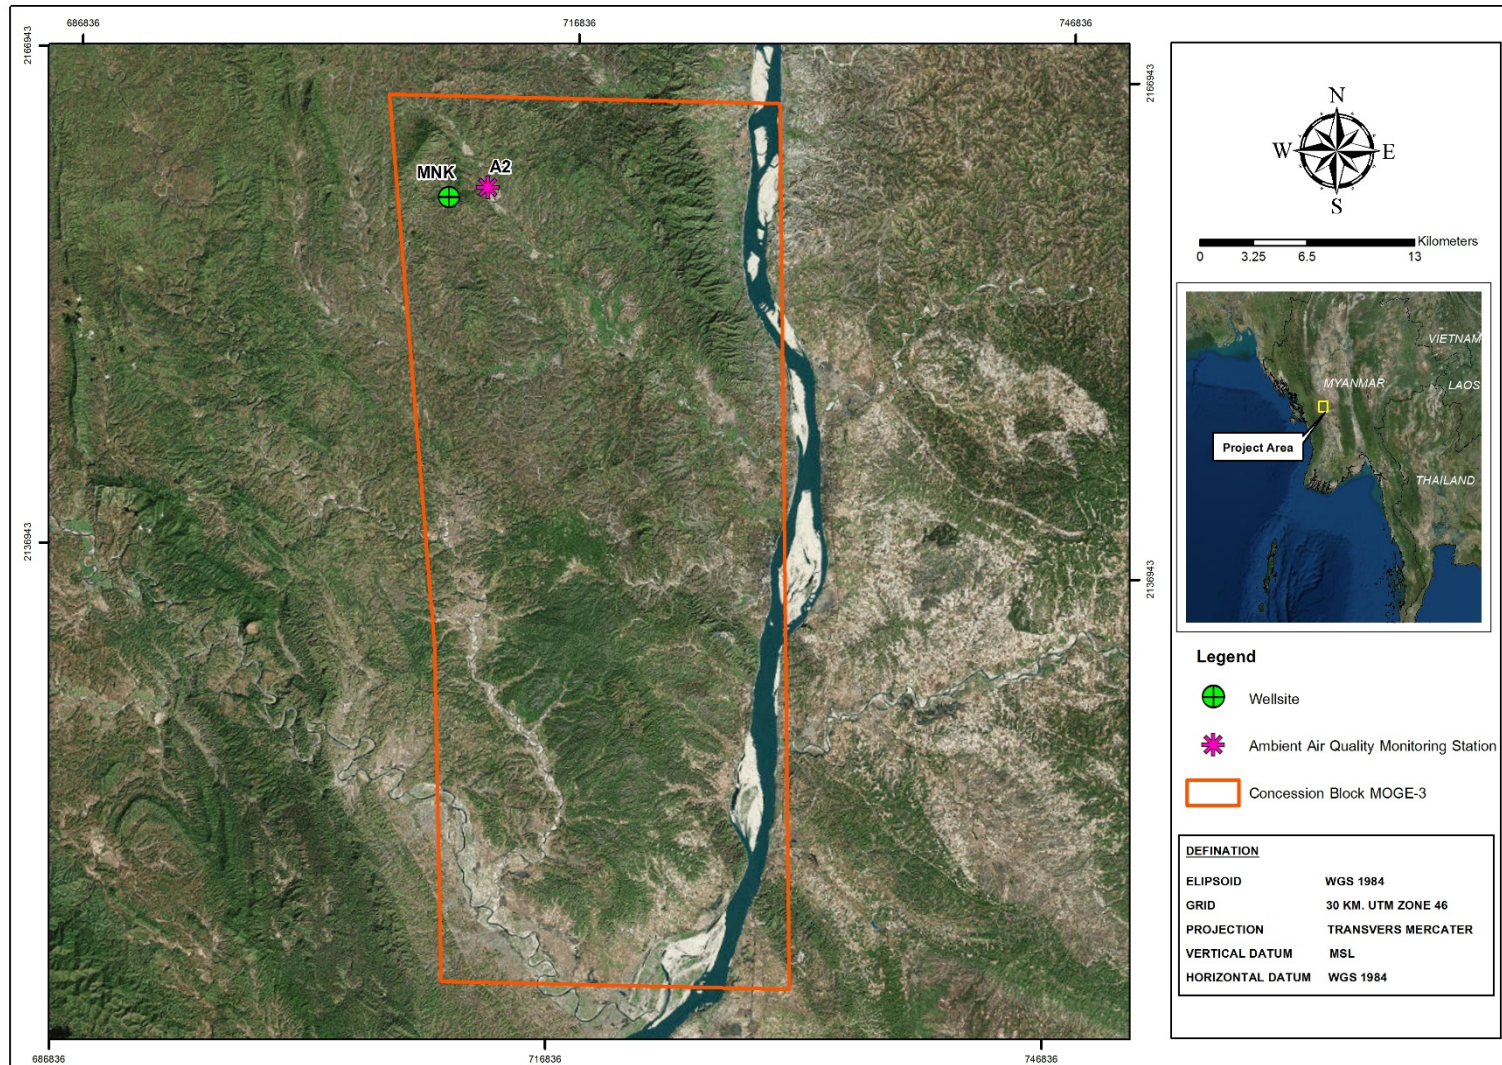 686836
716836
746836
2166943
2166943
MNK
A2
2136943
2136943
686836
716836
746836
N
W
E
S
Kilometers
0
3.25
6.5
13
VIETNAM
MYANMAR
LAOS
Project Area
THAILAND
Legend
Wellsite
Ambient Air Quality Monitoring Station
Concession Block MOGE-3
DEFINATION
ELIPSOID WGS 1984
GRID 30 KM. UTM ZONE 46
PROJECTION TRANSVERS MERCATER
VERTICAL DATUM MSL
HORIZONTAL DATUM WGS 1984